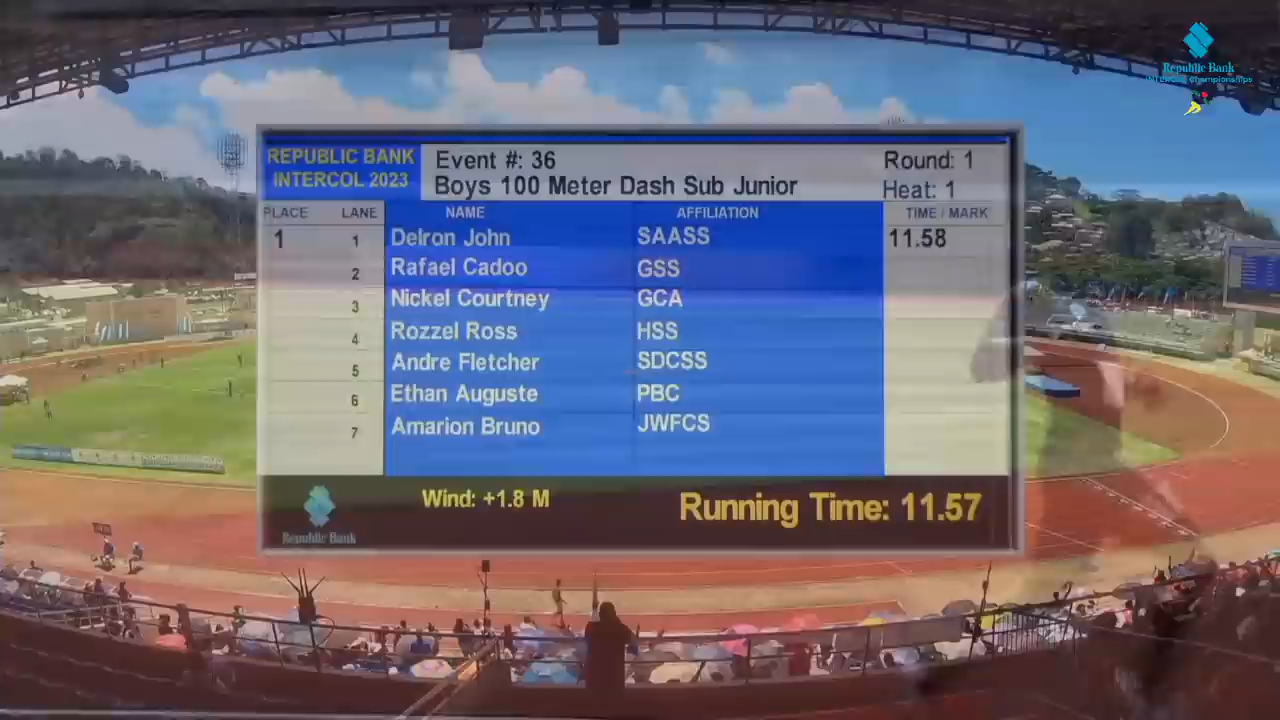 Republic Bank
INTERCOL Championships
REPUBLIC BANK
INTERCOL 2023
Event #: 36
Boys 100 Meter Dash Sub Junior
Round: 1
Heat: 1
PLACE LANE NAME AFFILIATION TIME / MARK
1 1 Delron John SAASS 11.58
2 Rafael Cadoo GSS
3 Nickel Courtney GCA
4 Rozzel Ross HSS
5 Andre Fletcher SDCSS
6 Ethan Auguste PBC
7 Amarion Bruno JWFCS
Wind: +1.8 M
Running Time: 11.57
Republic Bank